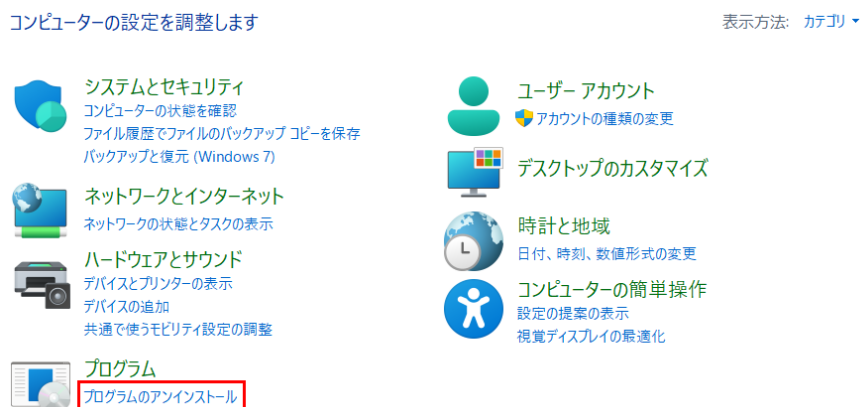 コンピューターの設定を調整します
表示方法: カテゴリ
システムとセキュリティ
コンピューターの状態を確認
ファイル履歴でファイルのバックアップ コピーを保存
バックアップと復元 (Windows 7)
ネットワークとインターネット
ネットワークの状態とタスクの表示
ハードウェアとサウンド
デバイスとプリンターの表示
デバイスの追加
共通で使うモビリティ設定の調整
プログラム
プログラムのアンインストール
ユーザー アカウント
アカウントの種類の変更
デスクトップのカスタマイズ
時計と地域
日付、時刻、数値形式の変更
コンピューターの簡単操作
設定の提案の表示
視覚ディスプレイの最適化